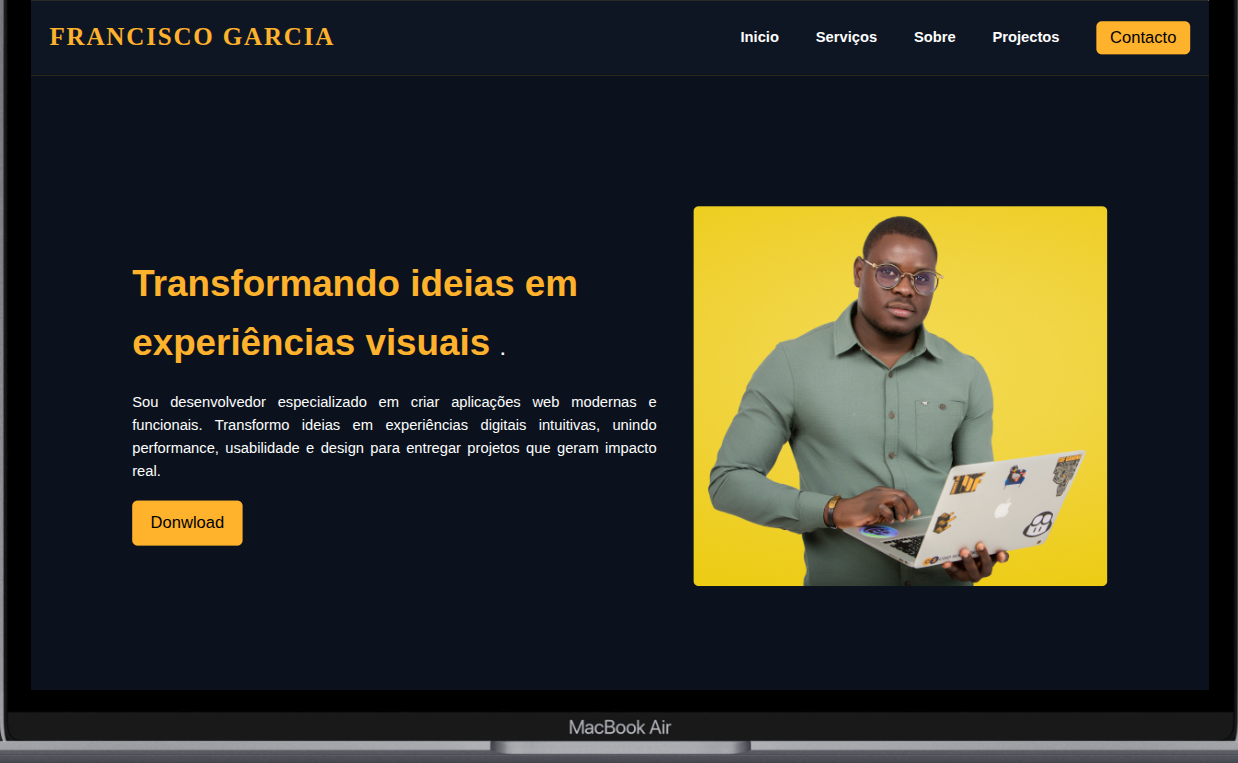 FRANCISCO GARCIA
Inicio
Serviços
Sobre
Projectos
Contacto
Transformando ideias em
experiências visuais .
Sou desenvolvedor especializado em criar aplicações web modernas e
funcionais. Transformo ideias em experiências digitais intuitivas, unindo
performance, usabilidade e design para entregar projetos que geram impacto
real.
Donwload
MacBook Air